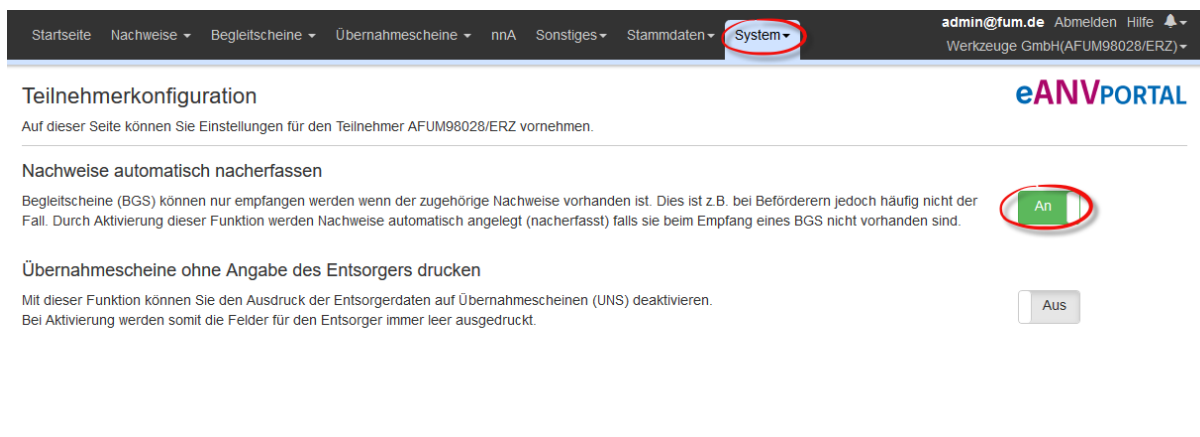 admin@fum.de Abmelden Hilfe
Startseite Nachweise Begleitscheine Übernahmescheine nnA Sonstiges Stammdaten System
Werkzeuge GmbH(AFUM98028/ERZ)
Teilnehmerkonfiguration
eANVPORTAL
Auf dieser Seite können Sie Einstellungen für den Teilnehmer AFUM98028/ERZ vornehmen.
Nachweise automatisch nacherfassen
Begleitscheine (BGS) können nur empfangen werden wenn der zugehörige Nachweise vorhanden ist. Dies ist z.B. bei Beförderern jedoch häufig nicht der
Fall. Durch Aktivierung dieser Funktion werden Nachweise automatisch angelegt (nacherfasst) falls sie beim Empfang eines BGS nicht vorhanden sind.
An
Übernahmescheine ohne Angabe des Entsorgers drucken
Mit dieser Funktion können Sie den Ausdruck der Entsorgerdaten auf Übernahmescheinen (UNS) deaktivieren.
Bei Aktivierung werden somit die Felder für den Entsorger immer leer ausgedruckt.
Aus